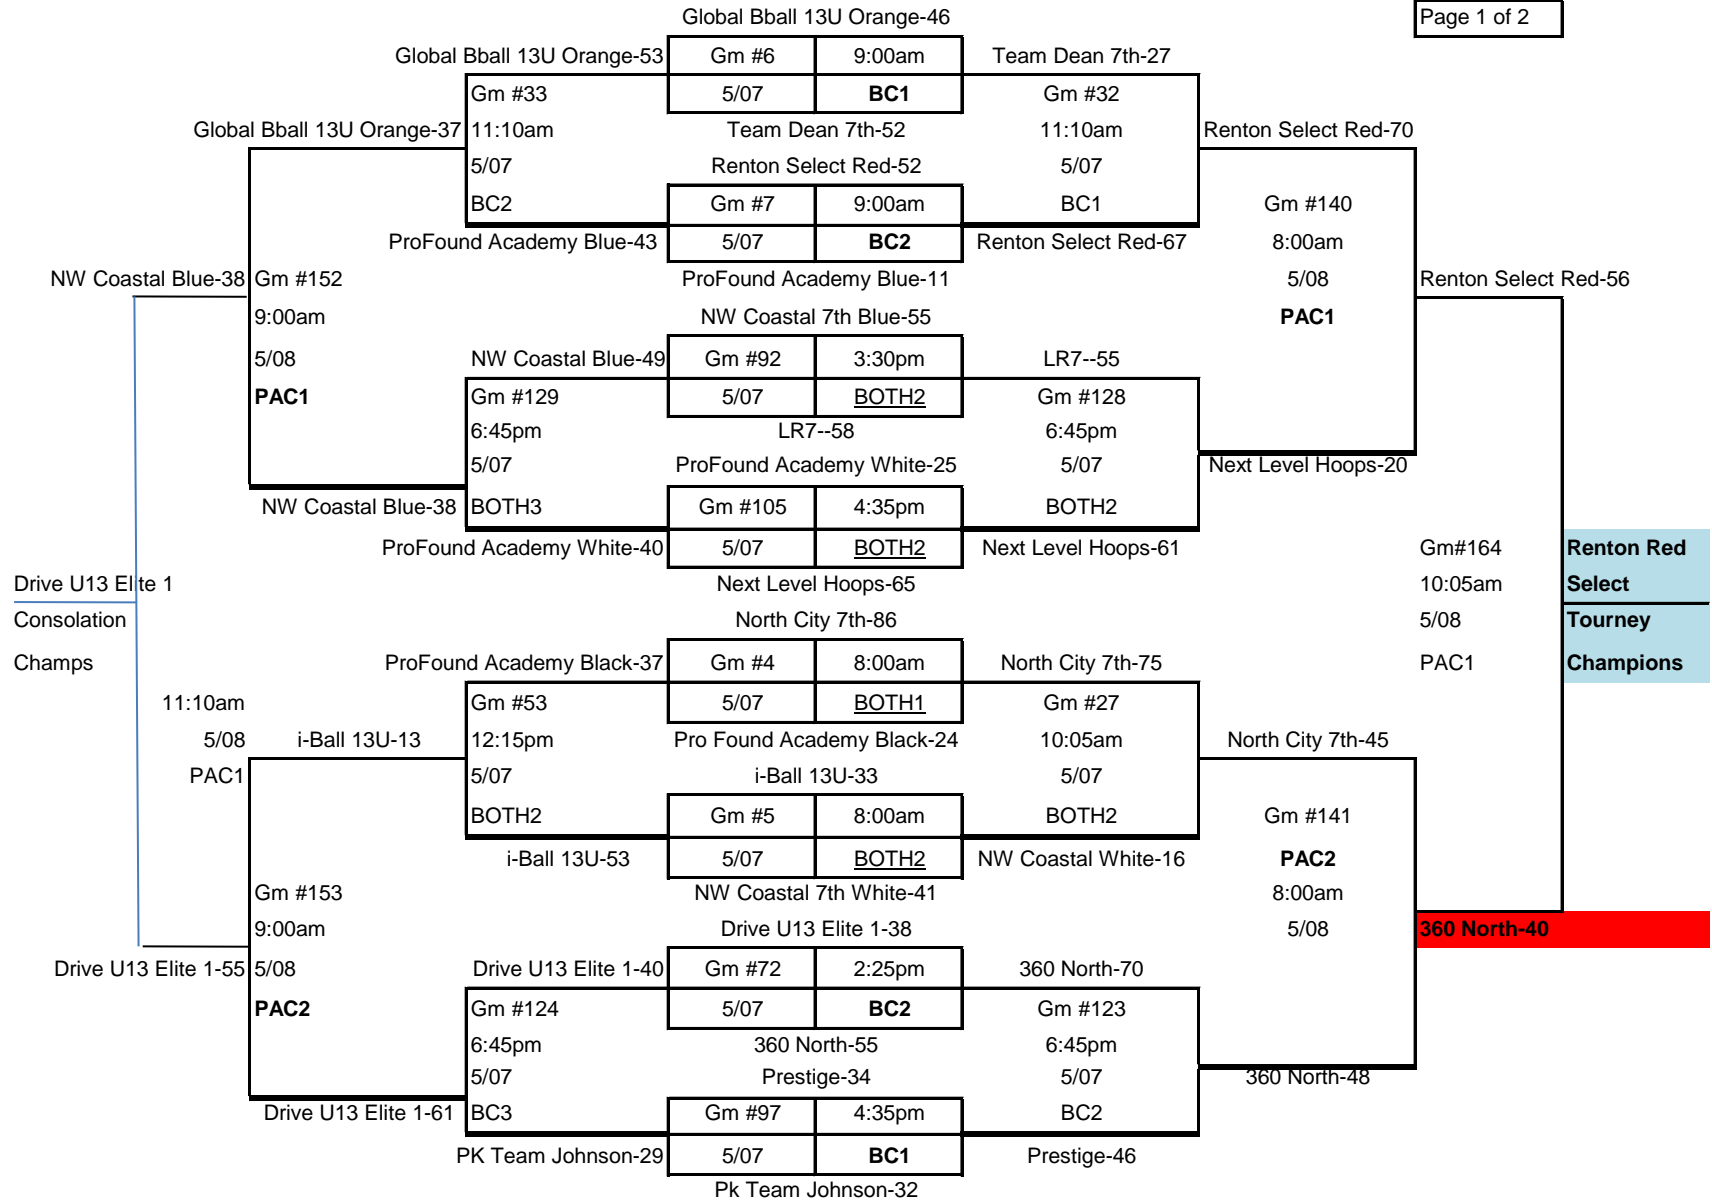 Global Bball 13U Orange-46
Page 1 of 2
Global Bball 13U Orange-53 Gm #6 9:00am Team Dean 7th-27
Gm #33 5/07 BC1 Gm #32
Global Bball 13U Orange-37 11:10am Team Dean 7th-52 11:10am Renton Select Red-70
5/07 Renton Select Red-52 5/07
BC2 Gm #7 9:00am BC1 Gm #140
ProFound Academy Blue-43 5/07 BC2 Renton Select Red-67 8:00am
NW Coastal Blue-38 Gm #152 ProFound Academy Blue-11 5/08 Renton Select Red-56
9:00am NW Coastal 7th Blue-55 PAC1
5/08 NW Coastal Blue-49 Gm #92 3:30pm LR7--55
PAC1 Gm #129 5/07 BOTH2 Gm #128
6:45pm LR7--58 6:45pm
5/07 ProFound Academy White-25 5/07 Next Level Hoops-20
NW Coastal Blue-38 BOTH3 Gm #105 4:35pm BOTH2
ProFound Academy White-40 5/07 BOTH2 Next Level Hoops-61 Gm#164 Renton Red
Drive U13 Elite 1 Next Level Hoops-65 10:05am Select
Consolation North City 7th-86 5/08 Tourney
Champs ProFound Academy Black-37 Gm #4 8:00am North City 7th-75 PAC1 Champions
11:10am Gm #53 5/07 BOTH1 Gm #27
5/08 i-Ball 13U-13 12:15pm Pro Found Academy Black-24 10:05am North City 7th-45
PAC1 5/07 i-Ball 13U-33 5/07
BOTH2 Gm #5 8:00am BOTH2 Gm #141
i-Ball 13U-53 5/07 BOTH2 NW Coastal White-16 PAC2
Gm #153 NW Coastal 7th White-41 8:00am
9:00am Drive U13 Elite 1-38 5/08 360 North-40
Drive U13 Elite 1-55 5/08 Drive U13 Elite 1-40 Gm #72 2:25pm 360 North-70
PAC2 Gm #124 5/07 BC2 Gm #123
6:45pm 360 North-55 6:45pm
5/07 Prestige-34 5/07 360 North-48
Drive U13 Elite 1-61 BC3 Gm #97 4:35pm BC2
PK Team Johnson-29 5/07 BC1 Prestige-46
Pk Team Johnson-32